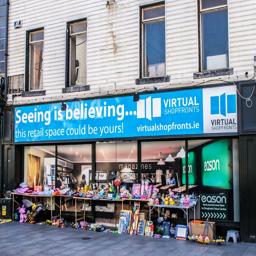 Seeing is believing...
this retail space could be yours!
VIRTUAL
SHOPFRONTS
virtualshopfronts.ie
VIRTUAL
SHOPFRONTS
magazines
eason
eason